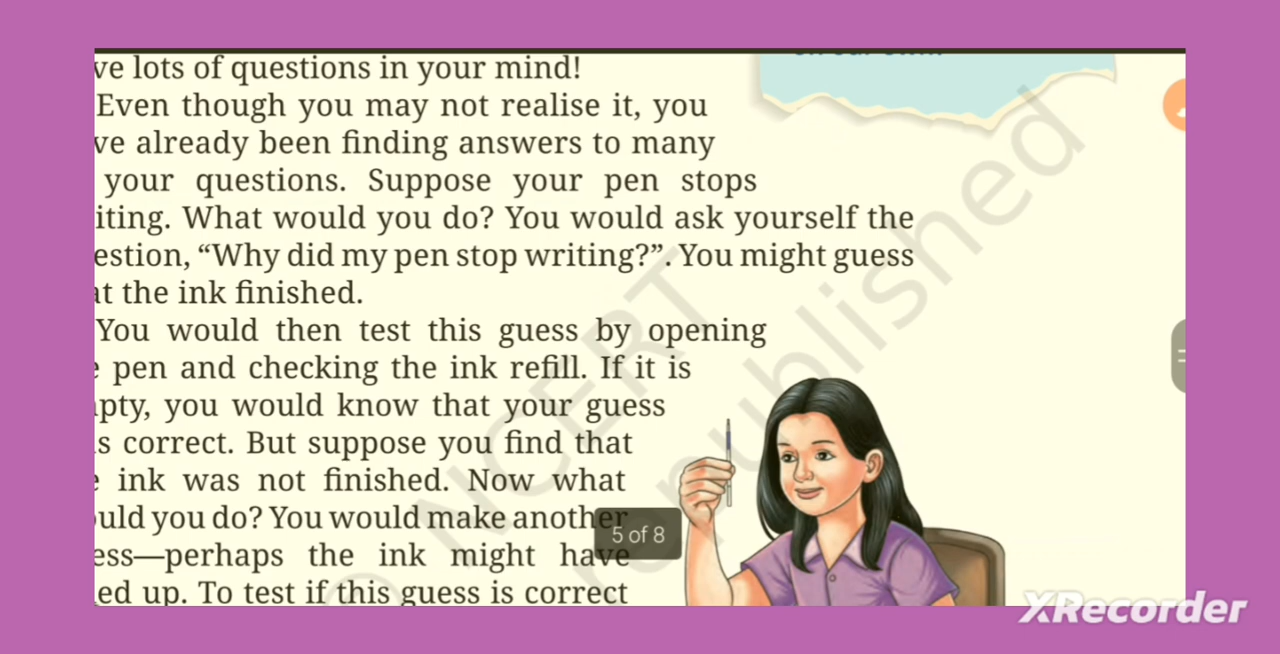 ve lots of questions in your mind!
Even though you may not realise it, you
ve already been finding answers to many
your questions. Suppose your pen stops
iting. What would you do? You would ask yourself the
estion, “Why did my pen stop writing?”. You might guess
at the ink finished.
You would then test this guess by opening
e pen and checking the ink refill. If it is
pty, you would know that your guess
s correct. But suppose you find that
e ink was not finished. Now what
uld you do? You would make another
ess—perhaps the ink might have
ed up. To test if this guess is correct
5 of 8
NCERT
republished
XRecorder